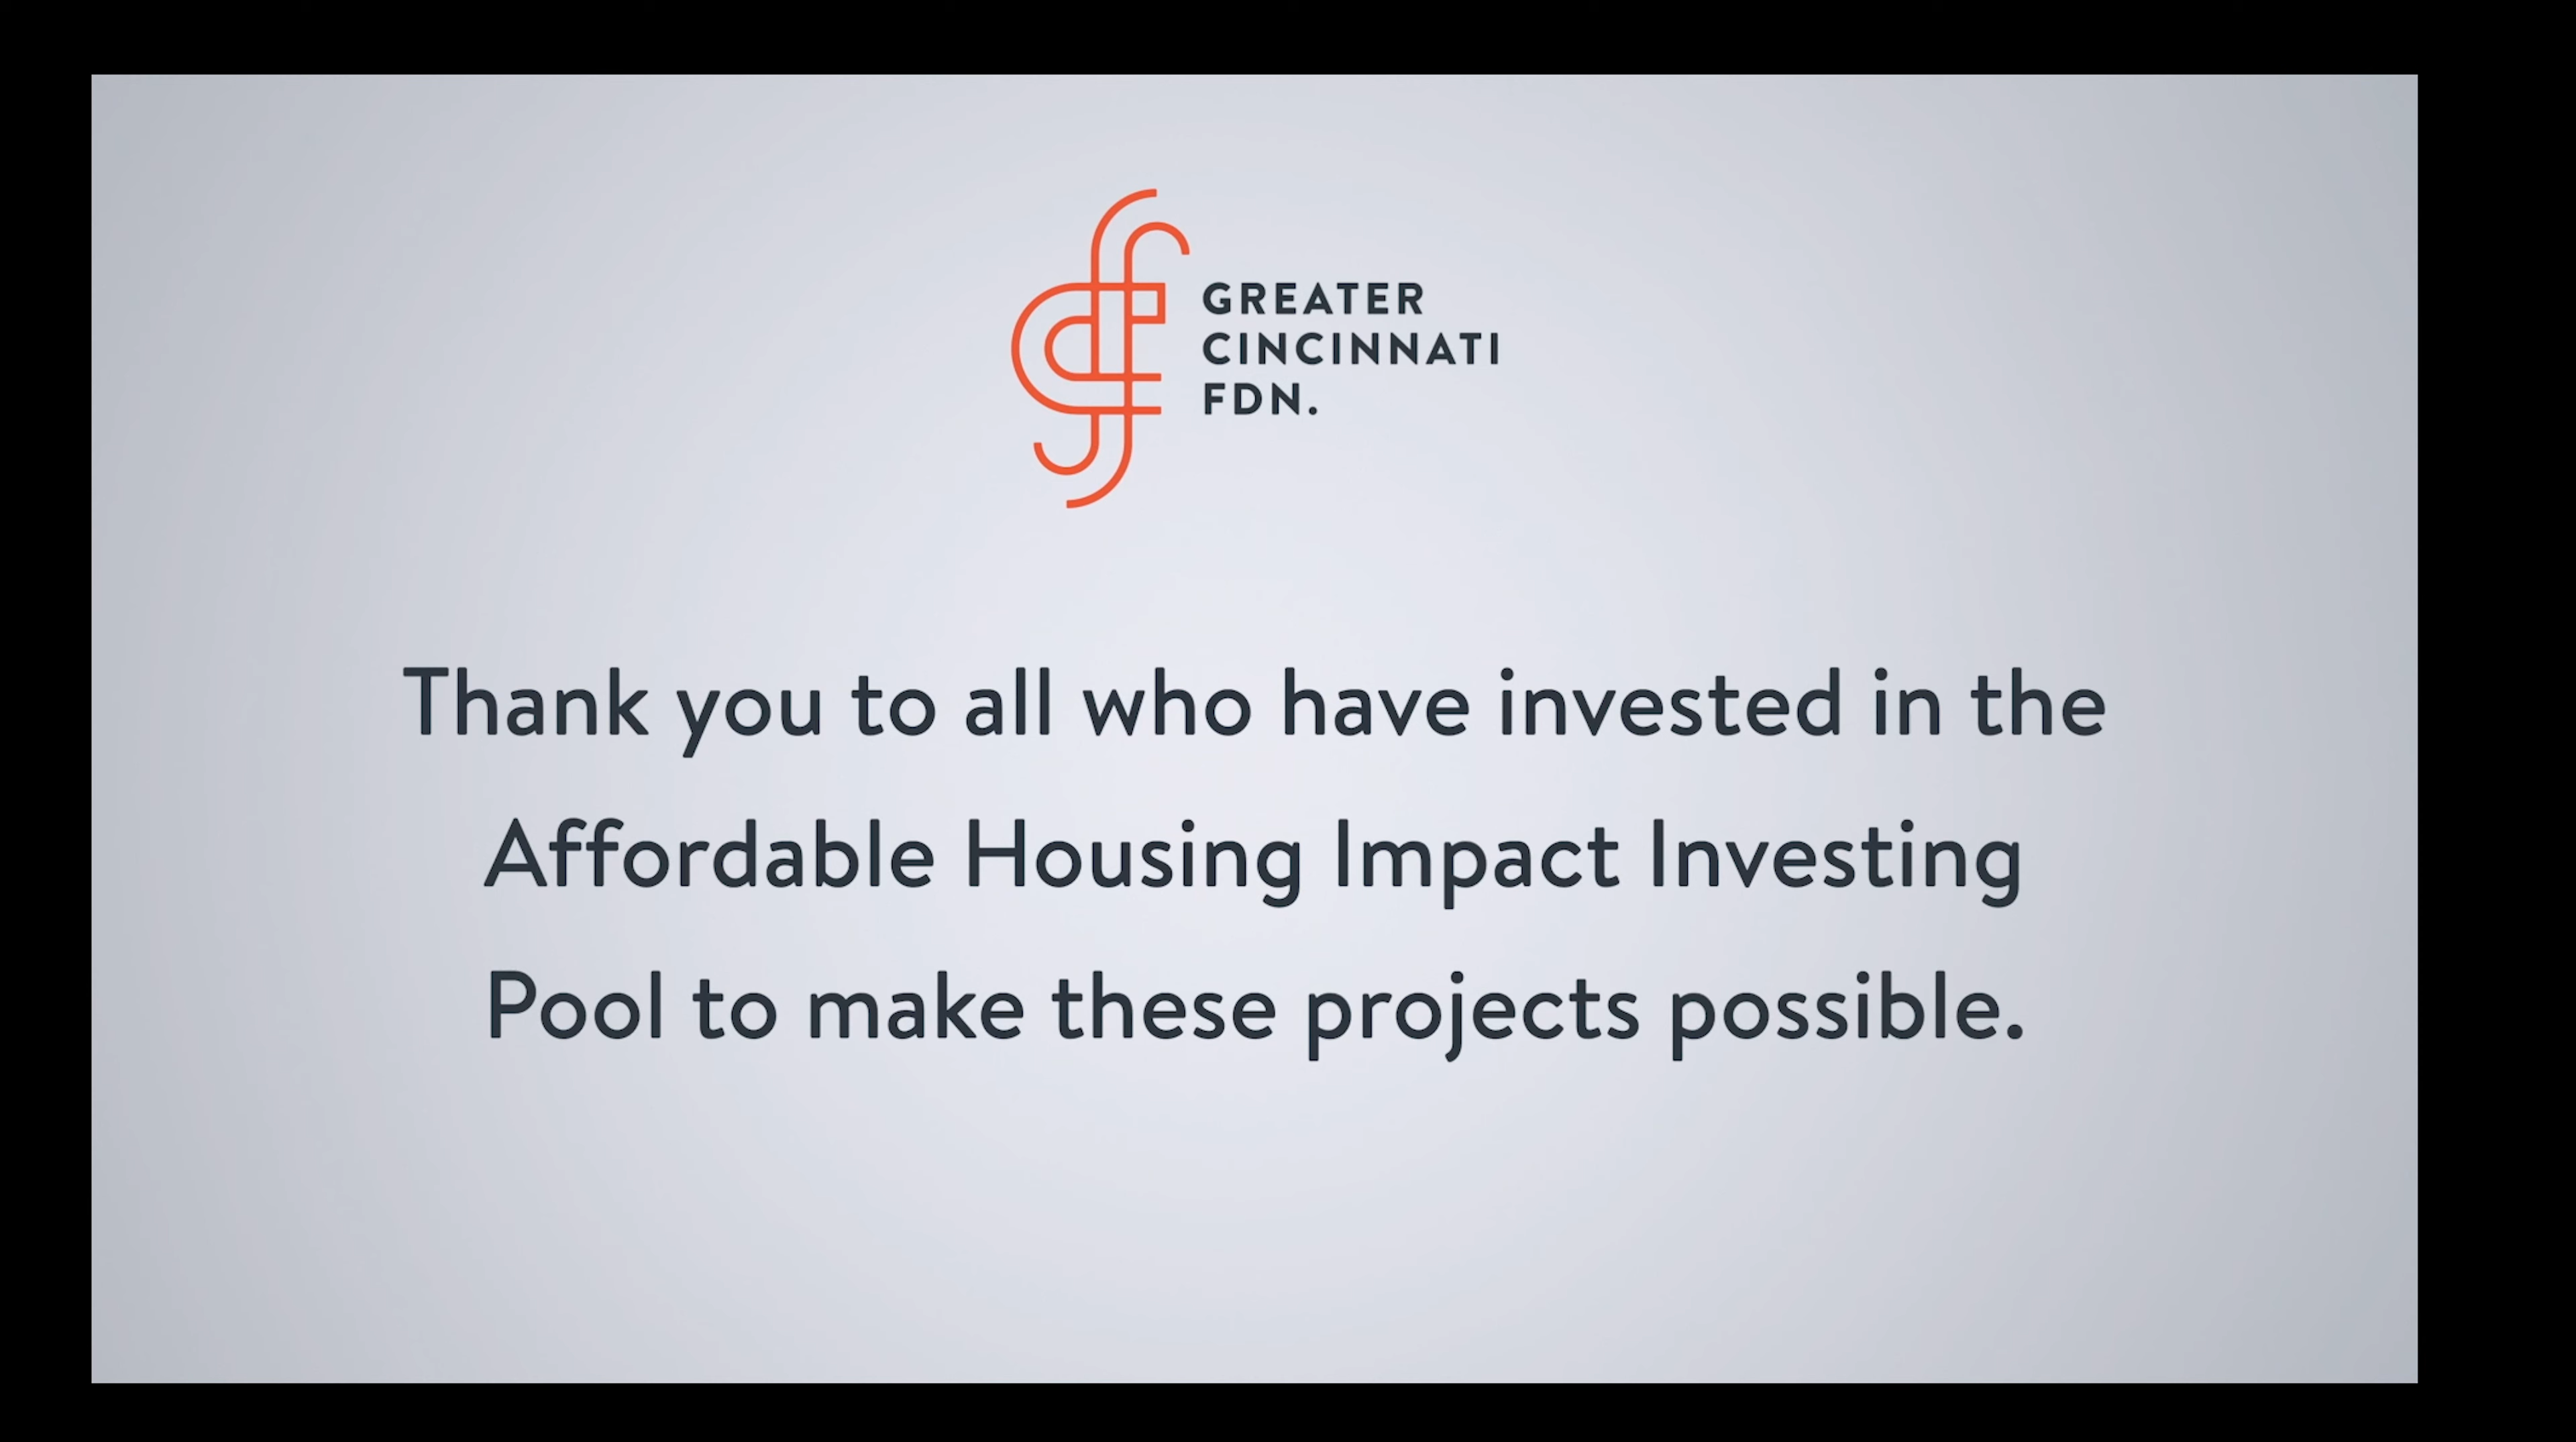 GREATER
CINCINNATI
FDN.
Thank you to all who have invested in the
Affordable Housing Impact Investing
Pool to make these projects possible.